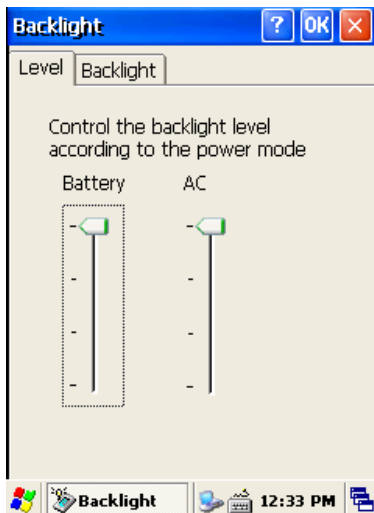 Backlight ? OK ×
Level Backlight
Control the backlight level
according to the power mode
Battery AC
Backlight 12:33 PM